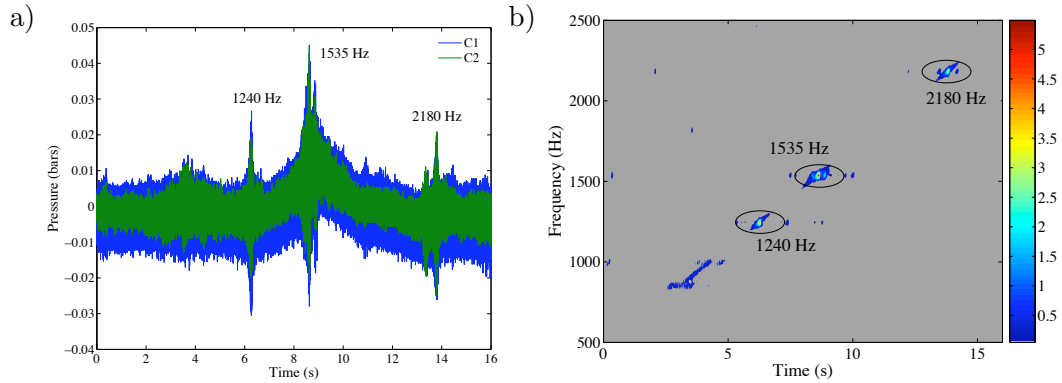 a)
0.05
0.04
0.03
0.02
0.01
0
−0.01
−0.02
−0.03
−0.04
Pressure (bars)
C1
C2
1535 Hz
1240 Hz
2180 Hz
0 2 4 6 8 10 12 14 16
Time (s)
b)
2500
2000
1500
1000
500
Frequency (Hz)
2180 Hz
1535 Hz
1240 Hz
0 5 10 15
Time (s)
5
4.5
4
3.5
3
2.5
2
1.5
1
0.5